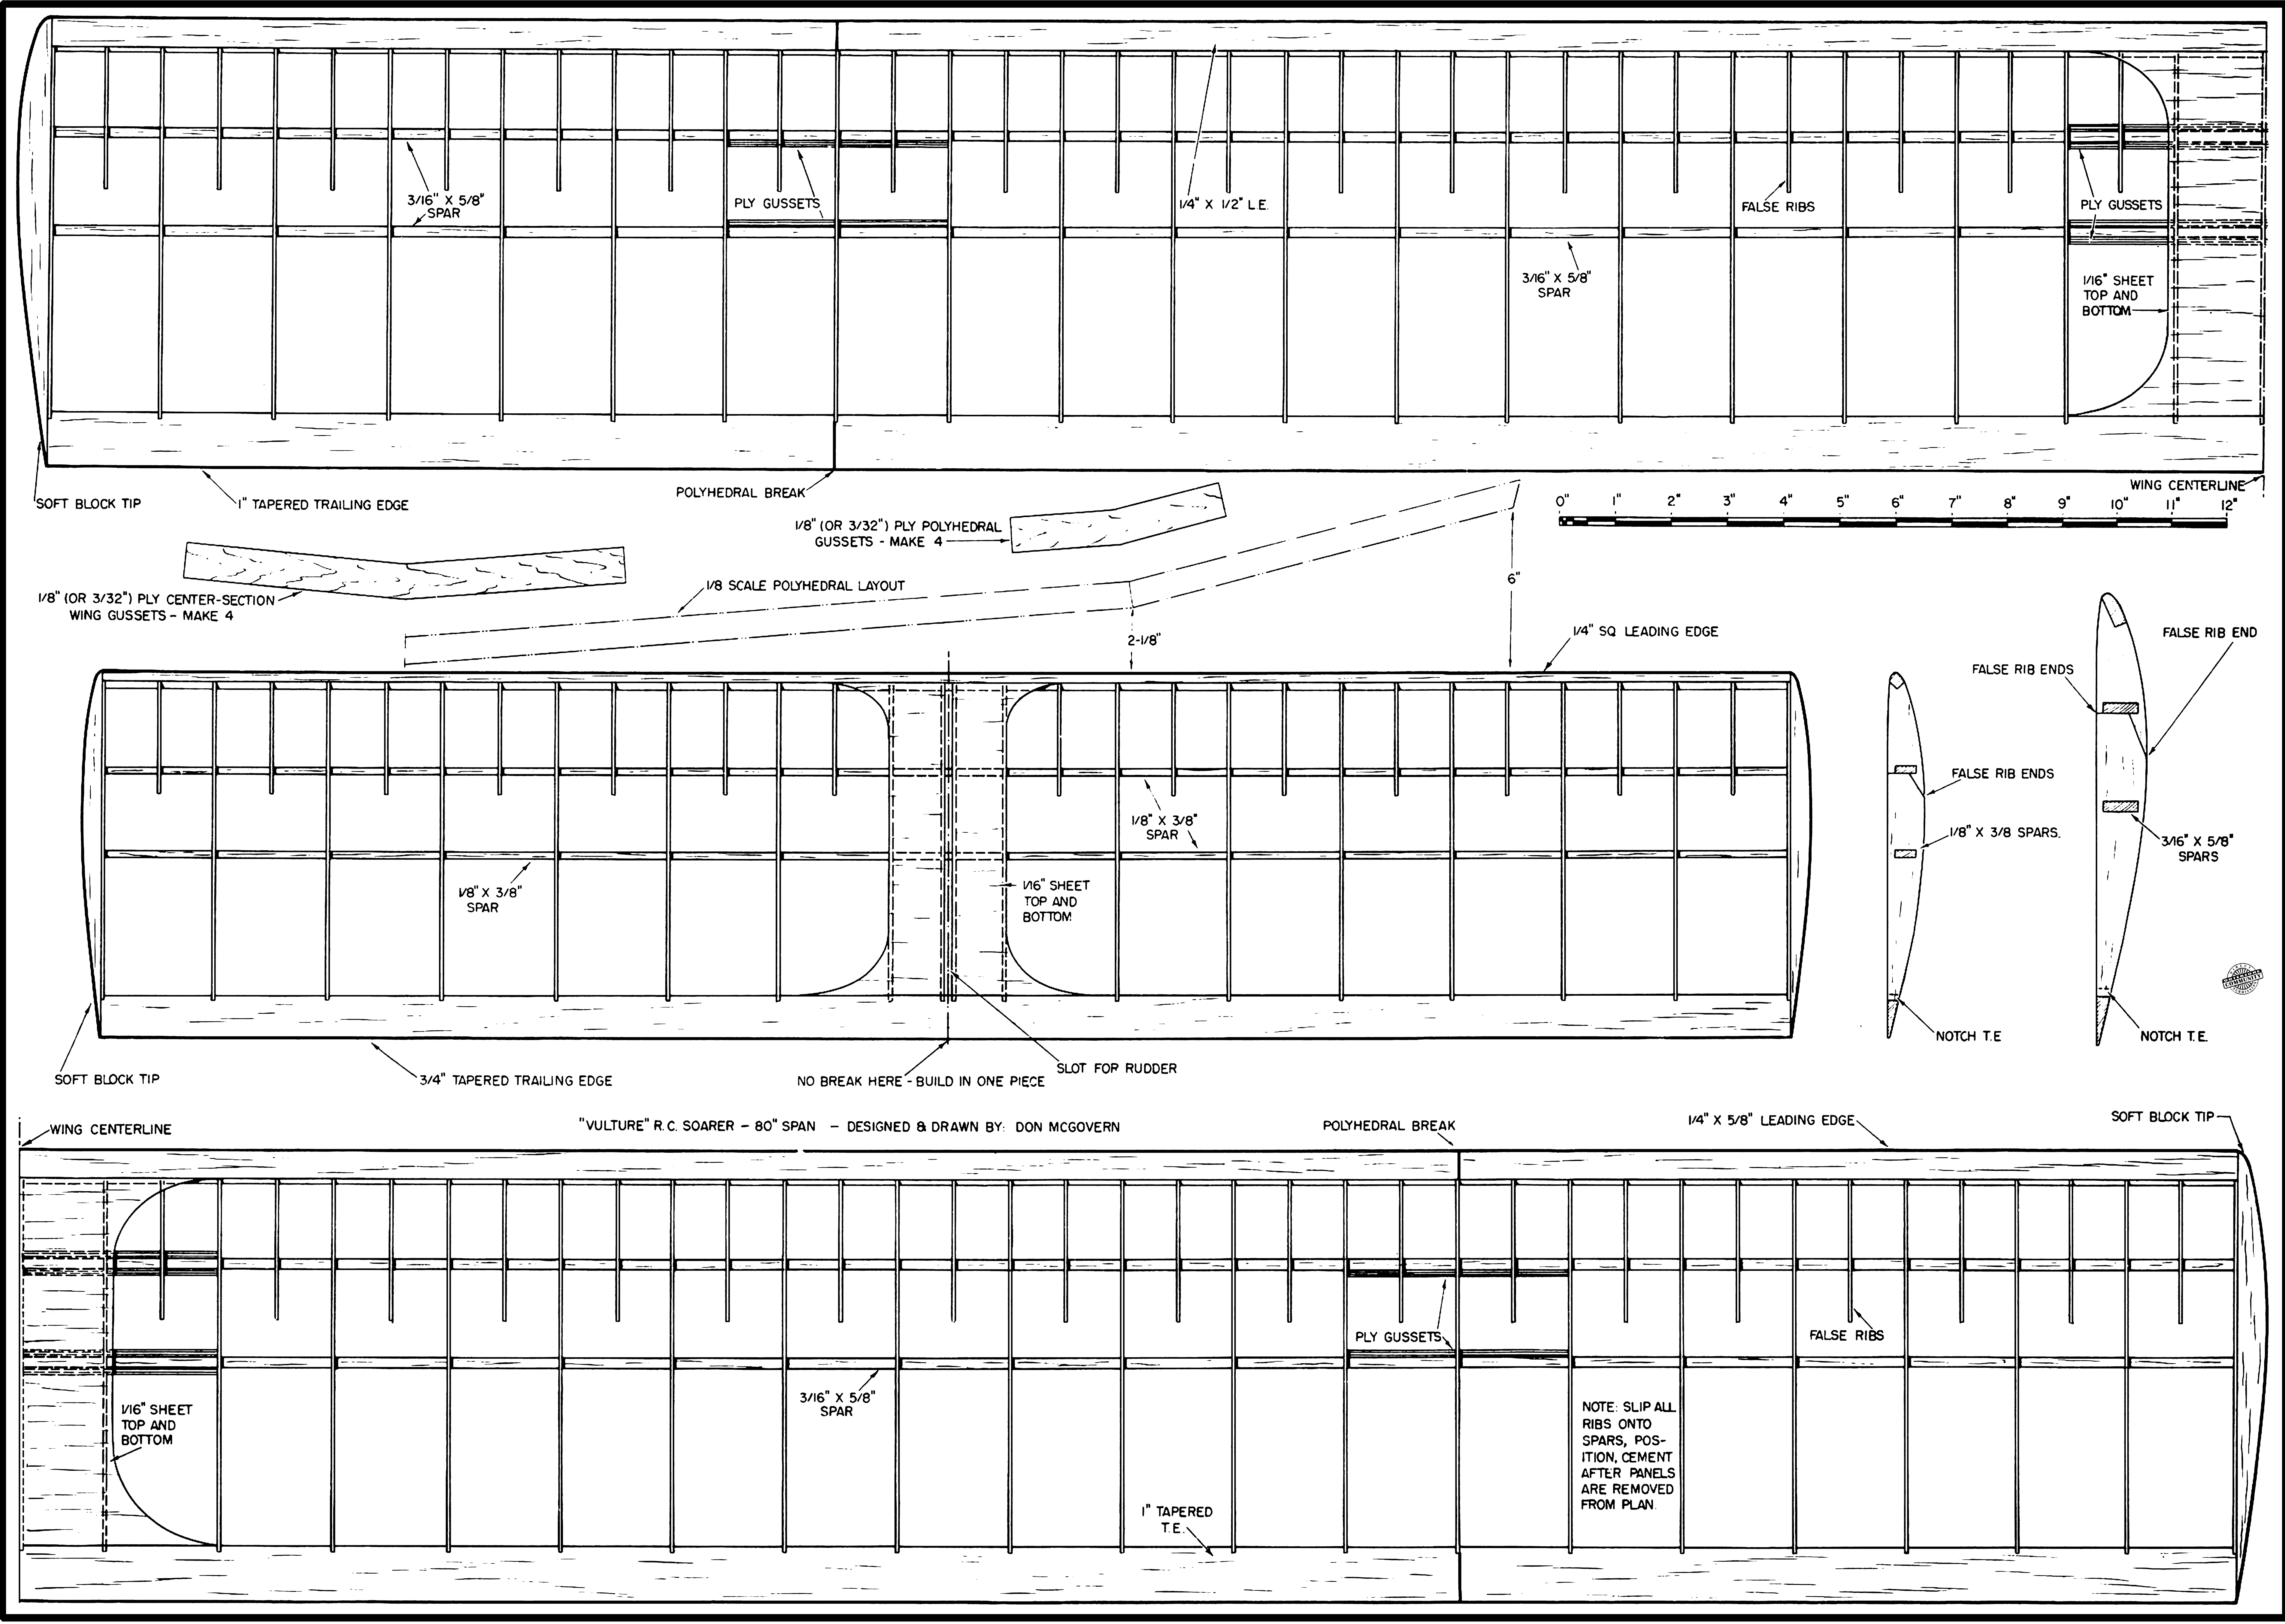 3/16" X 5/8"
SPAR
PLY GUSSETS
1/4" X 1/2" L.E.
FALSE RIBS
PLY GUSSETS
3/16" X 5/8"
SPAR
1/16" SHEET
TOP AND
BOTTOM
SOFT BLOCK TIP
1" TAPERED TRAILING EDGE
POLYHEDRAL BREAK
WING CENTERLINE
0" 1" 2" 3" 4" 5" 6" 7" 8" 9" 10" 11" 12"
1/8" (OR 3/32") PLY POLYHEDRAL
GUSSETS - MAKE 4
1/8" (OR 3/32") PLY CENTER-SECTION
WING GUSSETS - MAKE 4
1/8 SCALE POLYHEDRAL LAYOUT
6"
2-1/8"
1/4" SQ LEADING EDGE
FALSE RIB END
FALSE RIB ENDS
FALSE RIB ENDS
1/8" X 3/8"
SPAR
1/8" X 3/8 SPARS.
3/16" X 5/8"
SPARS
1/8" X 3/8"
SPAR
1/16" SHEET
TOP AND
BOTTOM
NOTCH T.E
NOTCH T.E.
SOFT BLOCK TIP
3/4" TAPERED TRAILING EDGE
NO BREAK HERE - BUILD IN ONE PIECE
SLOT FOR RUDDER
WING CENTERLINE
"VULTURE" R.C. SOARER - 80" SPAN - DESIGNED & DRAWN BY: DON MCGOVERN
POLYHEDRAL BREAK
1/4" X 5/8" LEADING EDGE
SOFT BLOCK TIP
PLY GUSSETS
FALSE RIBS
3/16" X 5/8"
SPAR
1/16" SHEET
TOP AND
BOTTOM
NOTE: SLIP ALL
RIBS ONTO
SPARS, POS-
ITION, CEMENT
AFTER PANELS
ARE REMOVED
FROM PLAN.
1" TAPERED
T.E.